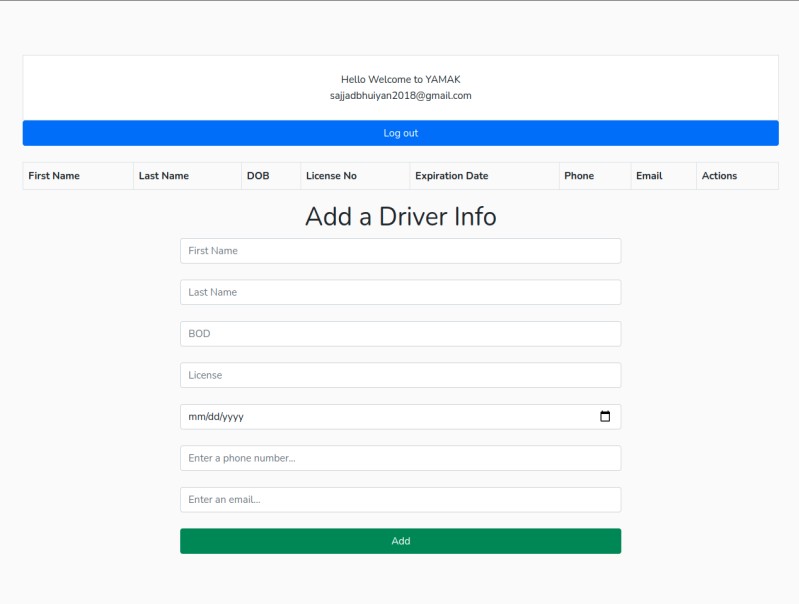 Hello Welcome to YAMAK
sajjadbhuiyan2018@gmail.com
Log out
First Name Last Name DOB License No Expiration Date Phone Email Actions
Add a Driver Info
First Name
Last Name
BOD
License
mm/dd/yyyy
Enter a phone number...
Enter an email...
Add